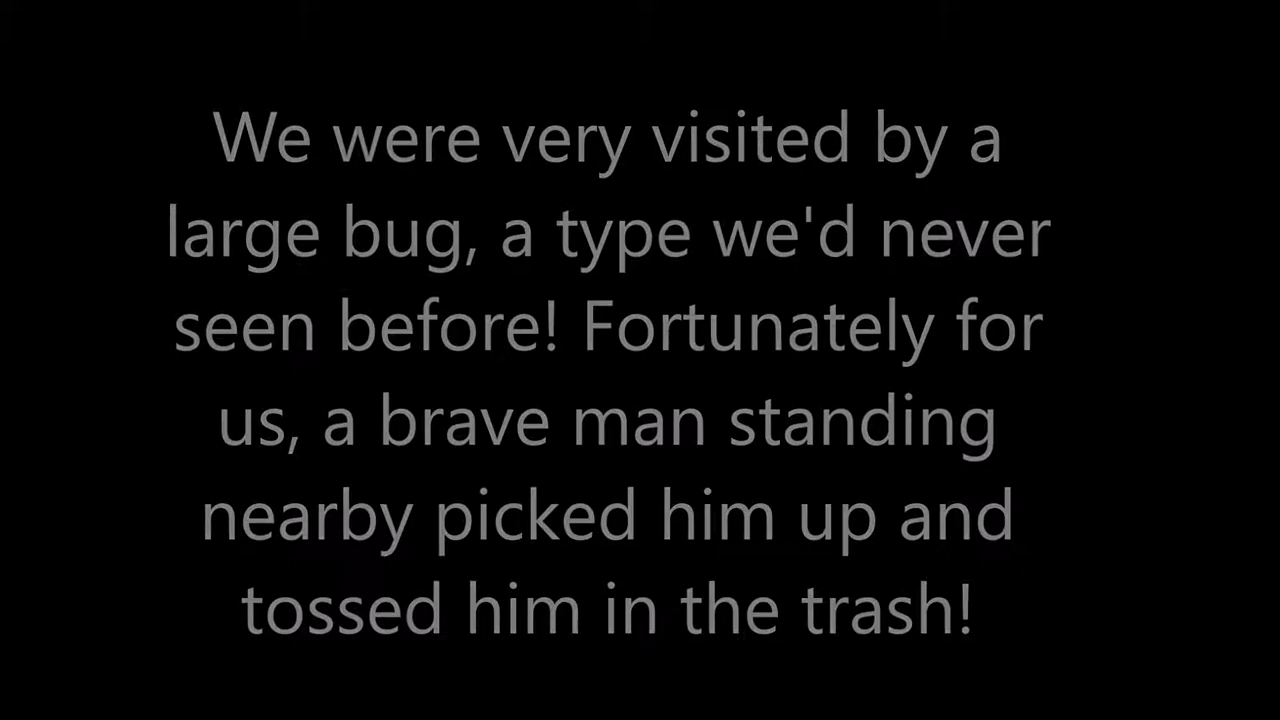 We were very visited by a
large bug, a type we'd never
seen before! Fortunately for
us, a brave man standing
nearby picked him up and
tossed him in the trash!